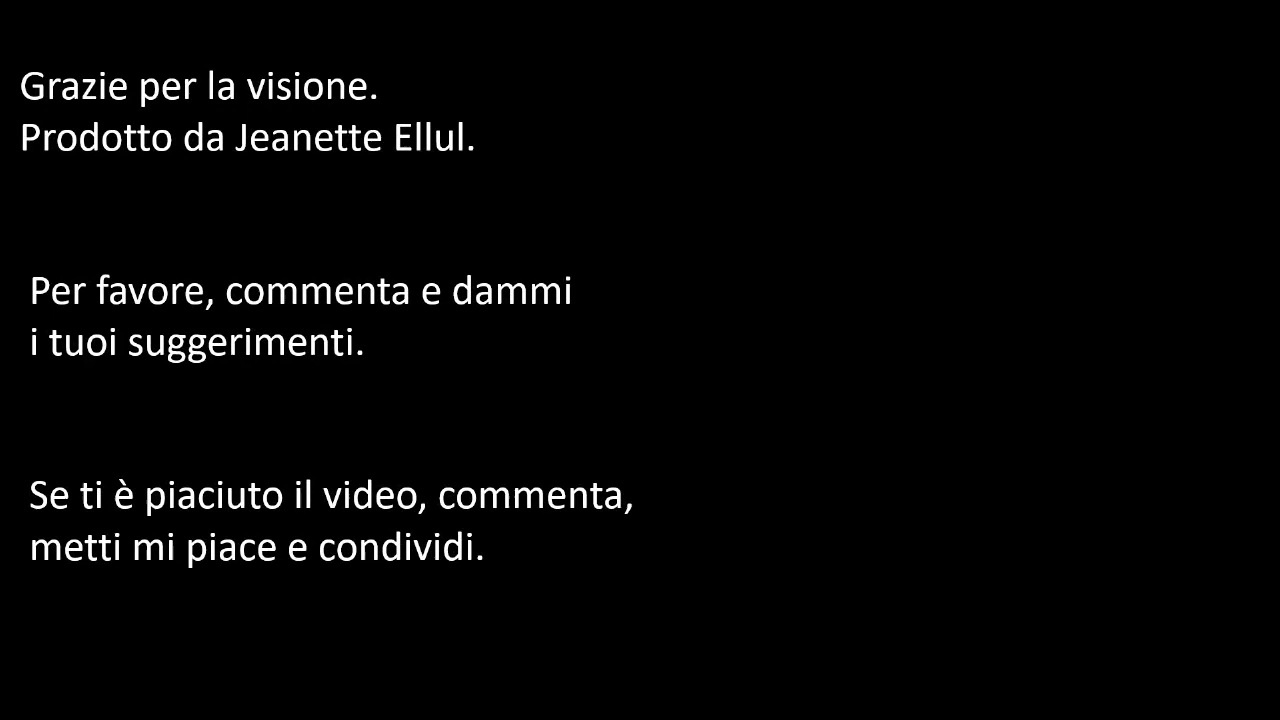 Grazie per la visione.
Prodotto da Jeanette Ellul.
Per favore, commenta e dammi
i tuoi suggerimenti.
Se ti è piaciuto il video, commenta,
metti mi piace e condividi.